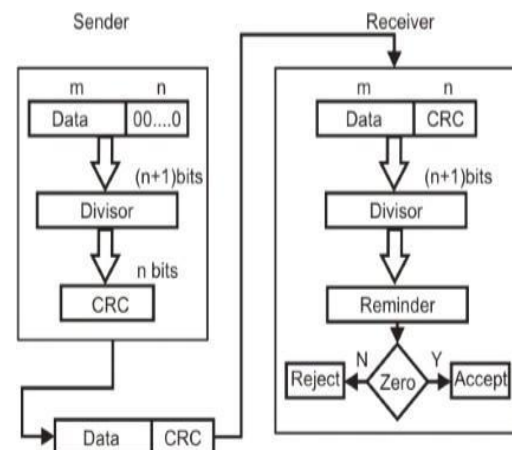 Sender
m n
Data 00....0
(n+1)bits
Divisor
n bits
CRC
Data CRC
Receiver
m n
Data CRC
(n+1)bits
Divisor
Reminder
N Y
Reject Zero Accept